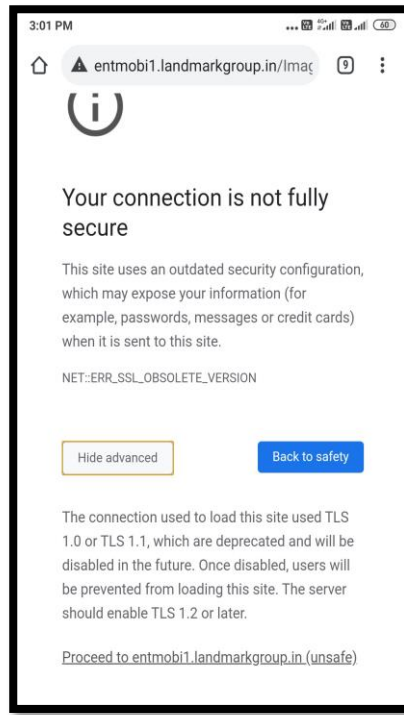 3:01 PM
60
entmobi1.landmarkgroup.in/Imag
9
Your connection is not fully
secure
This site uses an outdated security configuration,
which may expose your information (for
example, passwords, messages or credit cards)
when it is sent to this site.
NET::ERR_SSL_OBSOLETE_VERSION
Hide advanced
Back to safety
The connection used to load this site used TLS
1.0 or TLS 1.1, which are deprecated and will be
disabled in the future. Once disabled, users will
be prevented from loading this site. The server
should enable TLS 1.2 or later.
Proceed to entmobi1.landmarkgroup.in (unsafe)